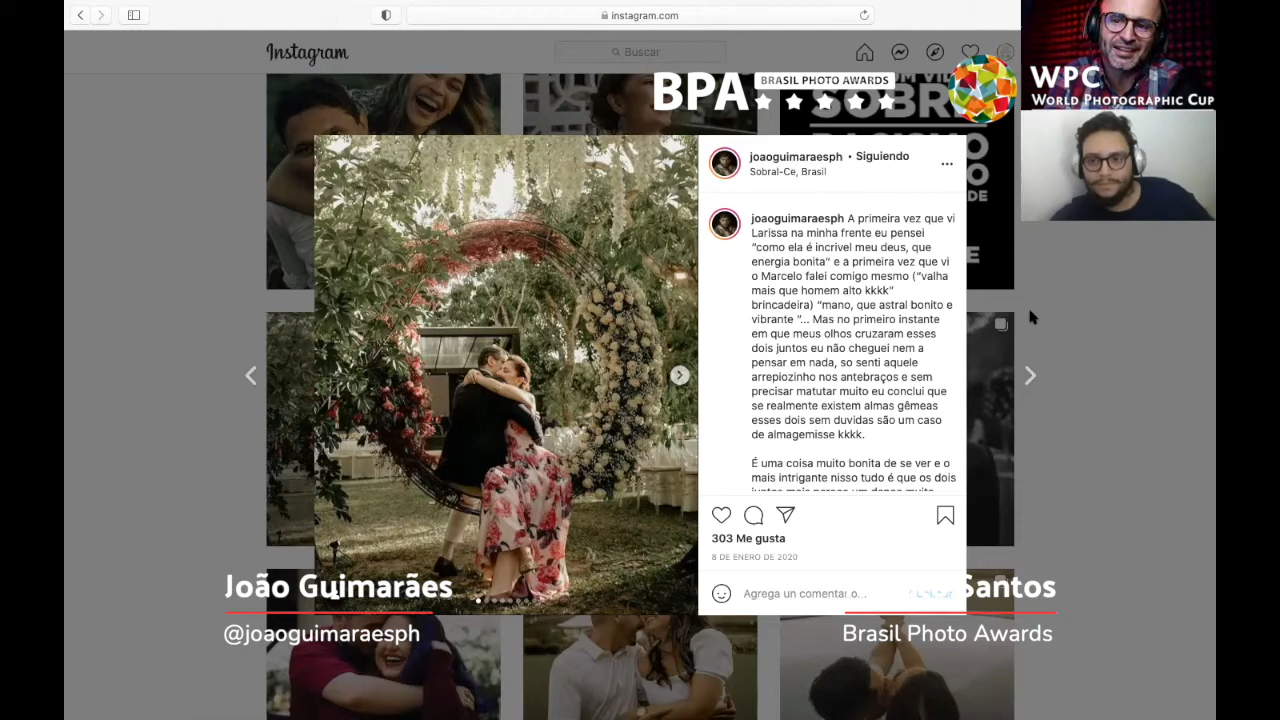 instagram.com
Instagram
Buscar
BPA
BRASIL PHOTO AWARDS
WPC
WORLD PHOTOGRAPHIC CUP
SOBRE
joaoguimaraesph • Siguiendo
Sobral-Ce, Brasil
joaoguimaraesph A primeira vez que vi
Larissa na minha frente eu pensei
"como ela é incrivel meu deus, que
energia bonita" e a primeira vez que vi
o Marcelo falei comigo mesmo ("valha
mais que homem alto kkkk"
brincadeira) "mano, que astral bonito e
vibrante "... Mas no primeiro instante
em que meus olhos cruzaram esses
dois juntos eu não cheguei nem a
pensar em nada, so senti aquele
arrepiozinho nos antebraços e sem
precisar matutar muito eu conclui que
se realmente existem almas gêmeas
esses dois sem duvidas são um caso
de almagemisse kkkk.
É uma coisa muito bonita de se ver e o
mais intrigante nisso tudo é que os dois
303 Me gusta
8 DE ENERO DE 2020
Agrega un comentario...
João Guimarães
@joaoguimaraesph
Santos
Brasil Photo Awards